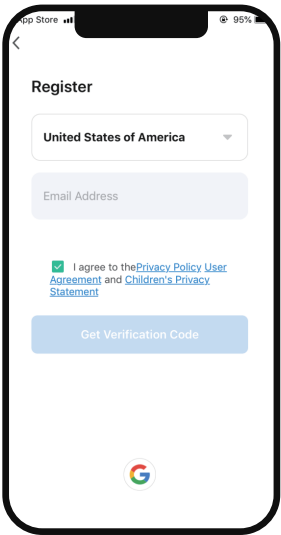 App Store 95%
Register
United States of America
Email Address
I agree to thePrivacy Policy User
Agreement and Children's Privacy
Statement
Get Verification Code